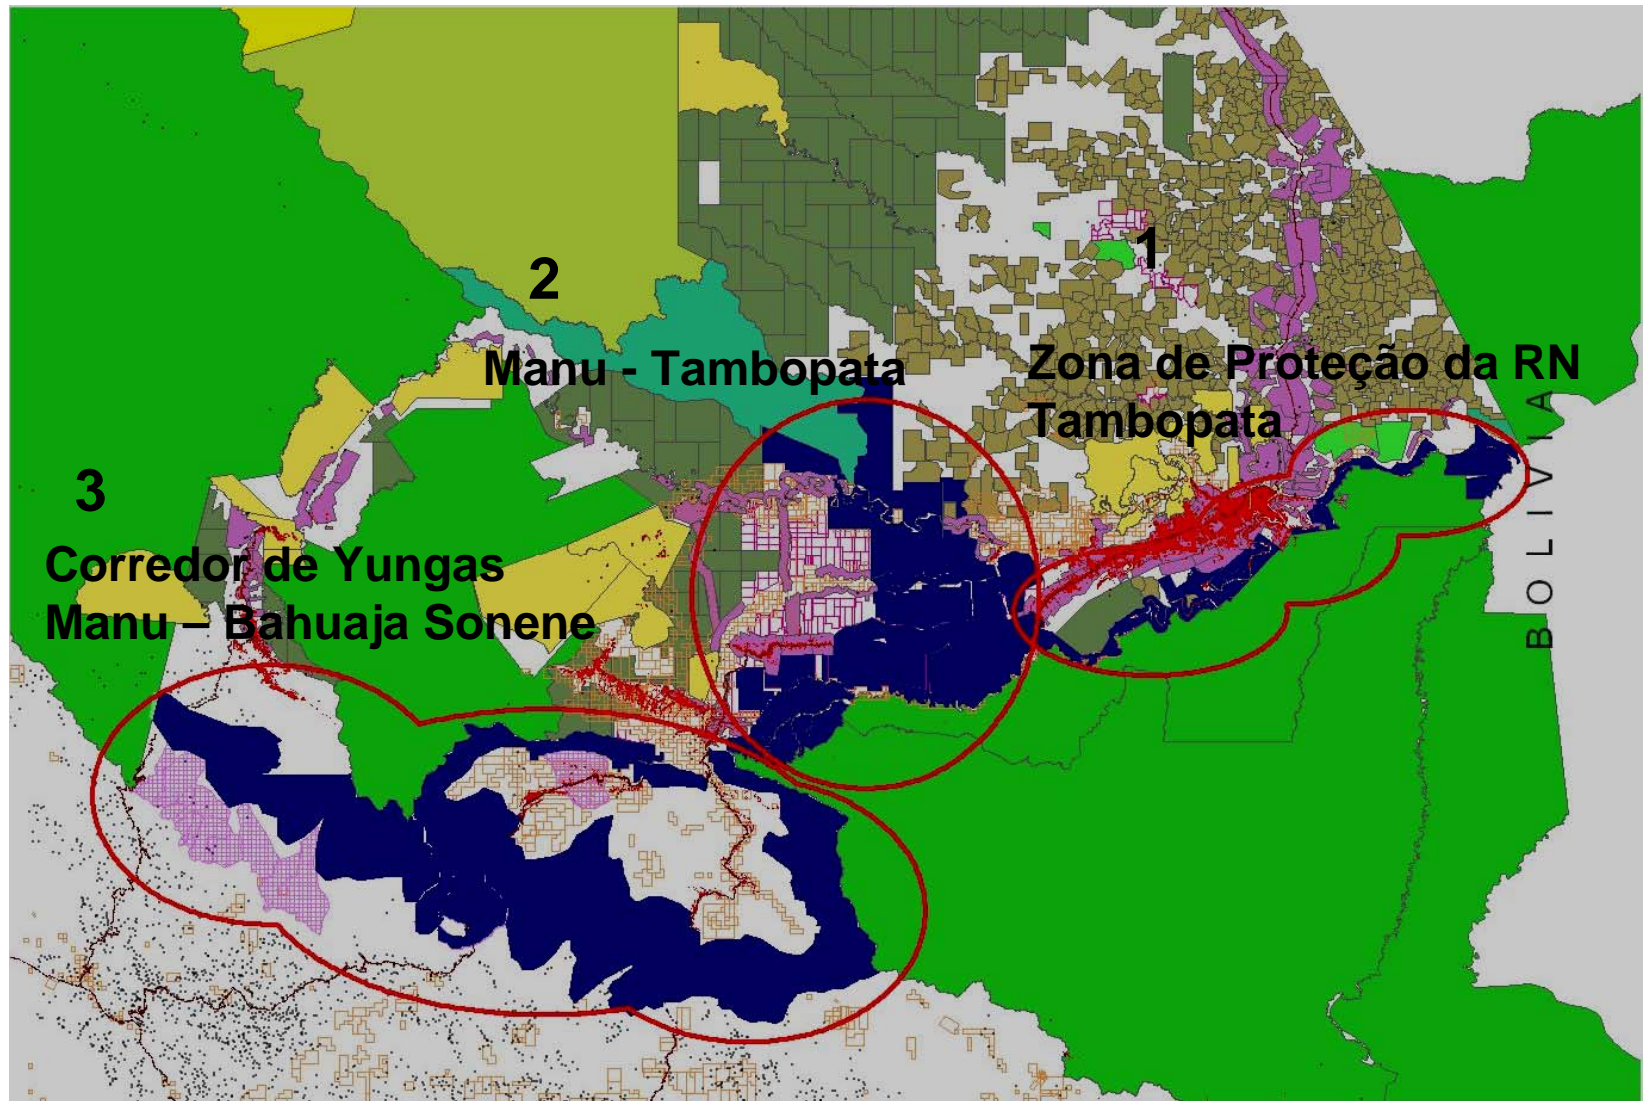 1
2
Manu - Tambopata
Zona de Proteção da RN
Tambopata
3
Corredor de Yungas
Manu – Bahuaja Sonene
BOLIVIA